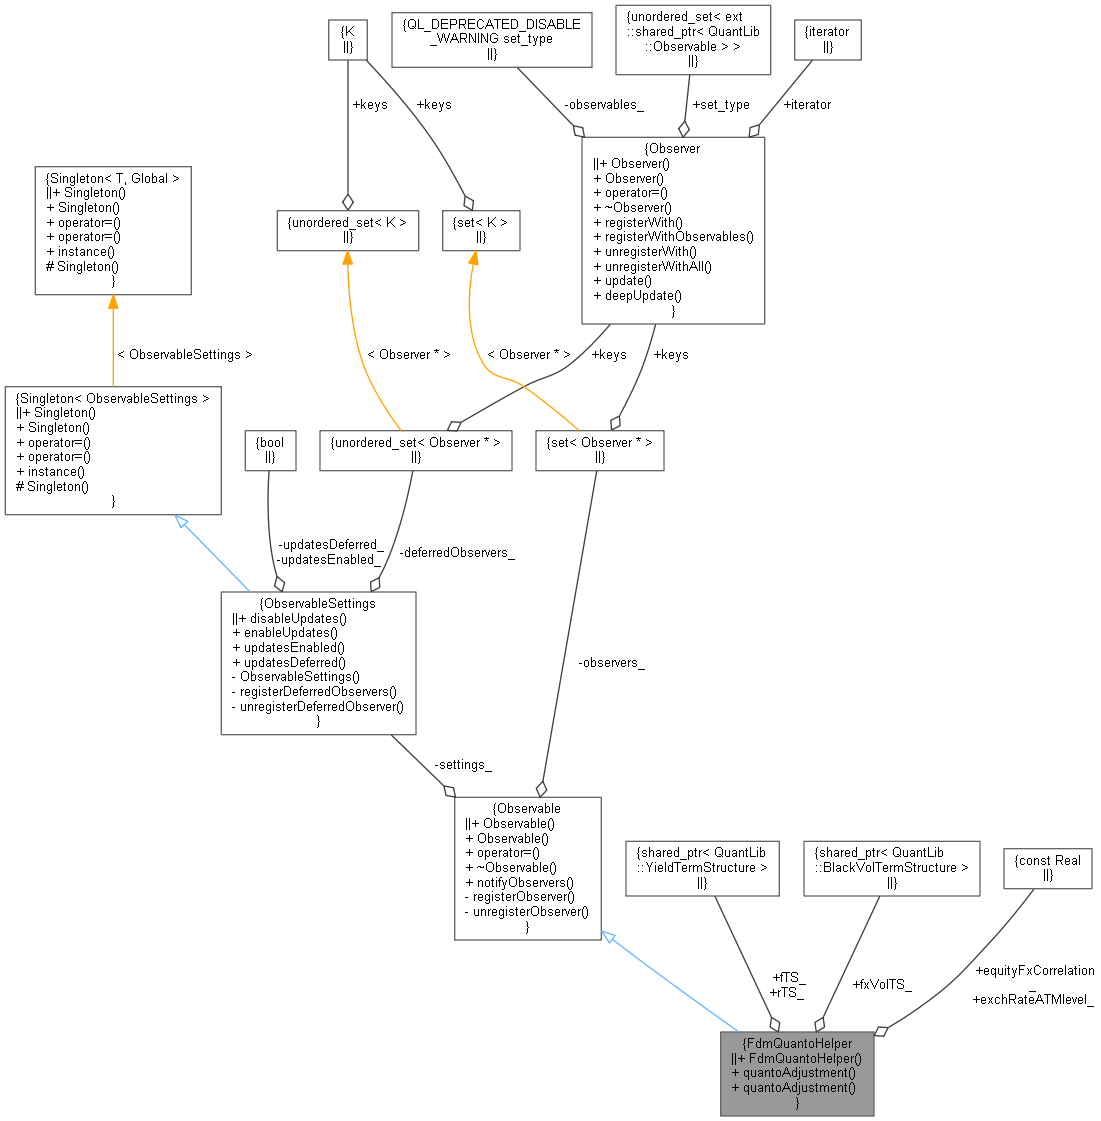 {K
||}
{QL_DEPRECATED_DISABLE
_WARNING set_type
||}
{unordered_set< ext
::shared_ptr< QuantLib
::Observable > >
||}
{iterator
||}
+keys
+keys
-observables_
+set_type
+iterator
{Singleton< T, Global >
||+ Singleton()
+ Singleton()
+ operator=()
+ operator=()
+ instance()
# Singleton()
}
{unordered_set< K >
||}
{set< K >
||}
{Observer
||+ Observer()
+ Observer()
+ operator=()
+ ~Observer()
+ registerWith()
+ registerWithObservables()
+ unregisterWith()
+ unregisterWithAll()
+ update()
+ deepUpdate()
}
< ObservableSettings >
< Observer * >
< Observer * >
+keys
+keys
{Singleton< ObservableSettings >
||+ Singleton()
+ Singleton()
+ operator=()
+ operator=()
+ instance()
# Singleton()
}
{bool
||}
{unordered_set< Observer * >
||}
{set< Observer * >
||}
-updatesDeferred_
-updatesEnabled_
-deferredObservers_
{ObservableSettings
||+ disableUpdates()
+ enableUpdates()
+ updatesEnabled()
+ updatesDeferred()
- ObservableSettings()
- registerDeferredObservers()
- unregisterDeferredObserver()
}
-observers_
-settings_
{Observable
||+ Observable()
+ Observable()
+ operator=()
+ ~Observable()
+ notifyObservers()
- registerObserver()
- unregisterObserver()
}
{shared_ptr< QuantLib
::YieldTermStructure >
||}
{shared_ptr< QuantLib
::BlackVolTermStructure >
||}
{const Real
||}
+fTS_
+rTS_
+fxVolTS_
+equityFxCorrelation
_
+exchRateATMlevel_
{FdmQuantoHelper
||+ FdmQuantoHelper()
+ quantoAdjustment()
+ quantoAdjustment()
}